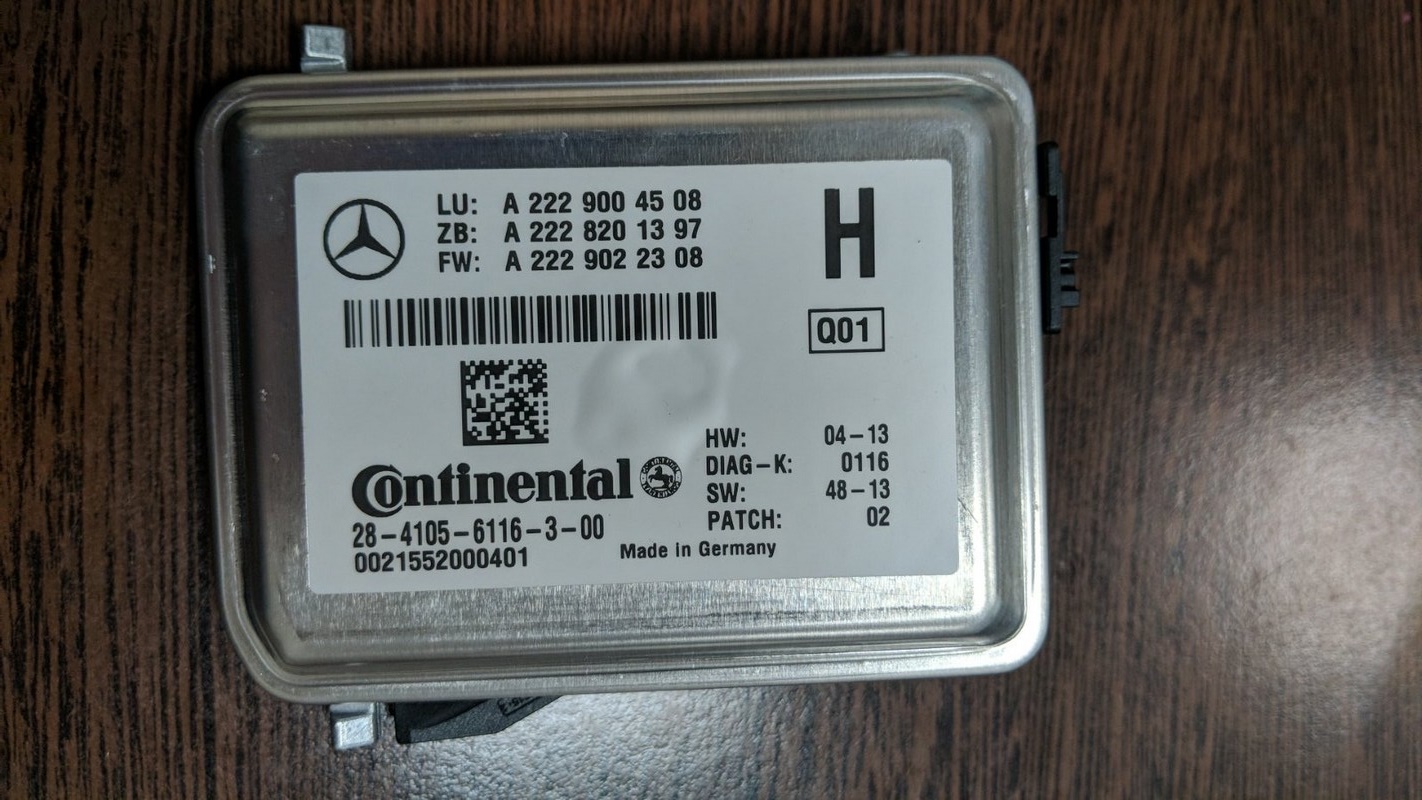 LU: A 222 900 45 08
ZB: A 222 820 13 97
FW: A 222 902 23 08
H
Q01
Continental
28-4105-6116-3-00
0021552000401
HW: 04-13
DIAG-K: 0116
SW: 48-13
PATCH: 02
Made in Germany